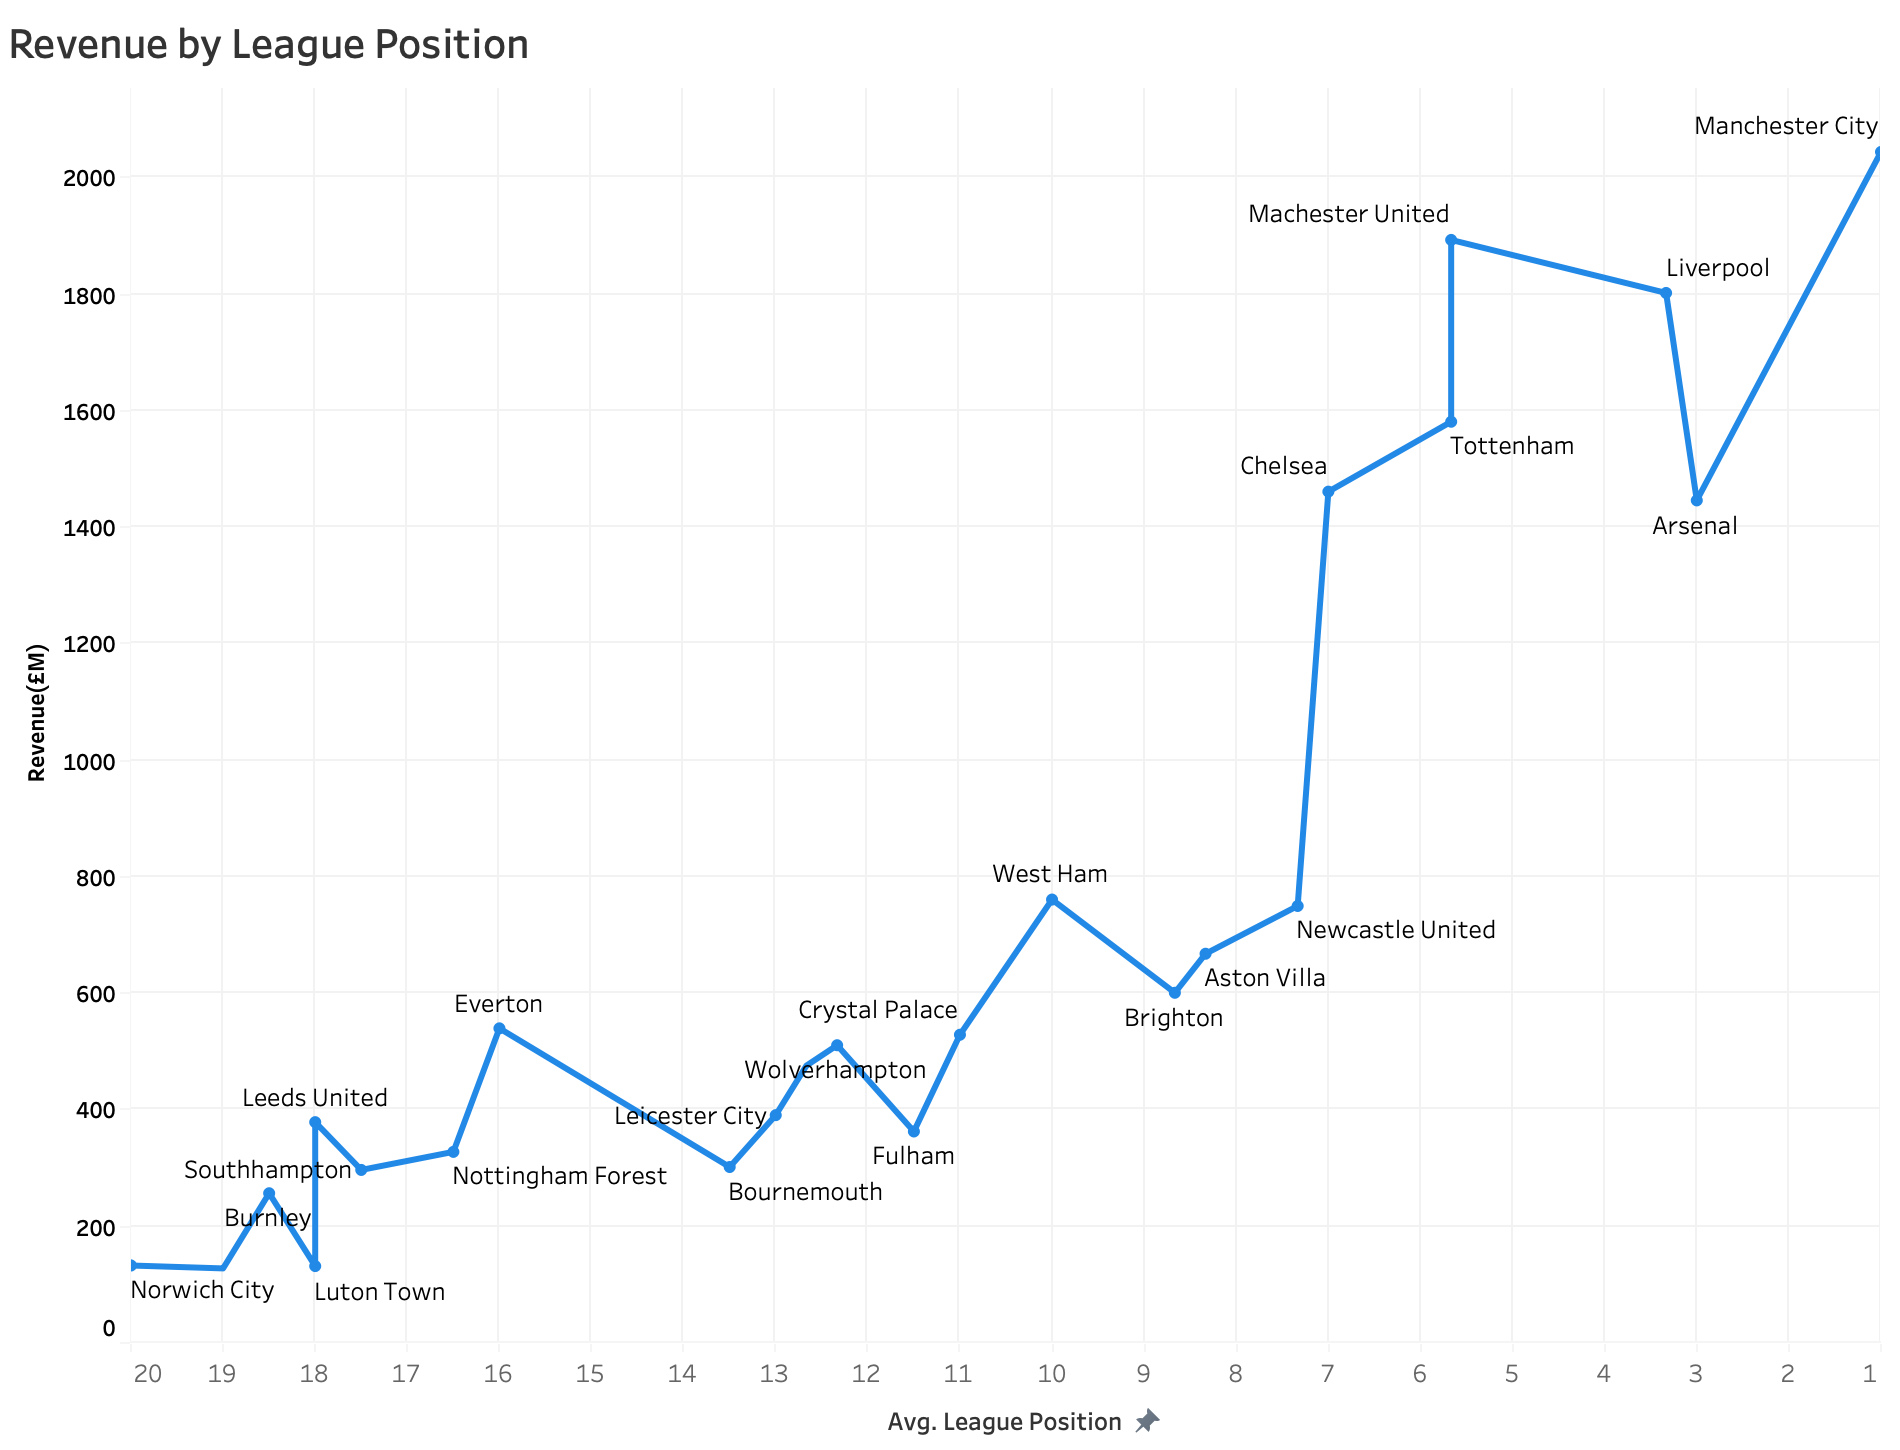 Revenue by League Position
Manchester City
2000
Machester United
Liverpool
1800
Tottenham
1600
Chelsea
Arsenal
1400
1200
Revenue(£M)
1000
West Ham
800
Newcastle United
Aston Villa
600
Everton
Crystal Palace
Brighton
Wolverhampton
Leeds United
Leicester City
400
Fulham
Southhampton
Nottingham Forest
Bournemouth
Burnley
200
Norwich City
Luton Town
0
20 19 18 17 16 15 14 13 12 11 10 9 8 7 6 5 4 3 2 1
Avg. League Position